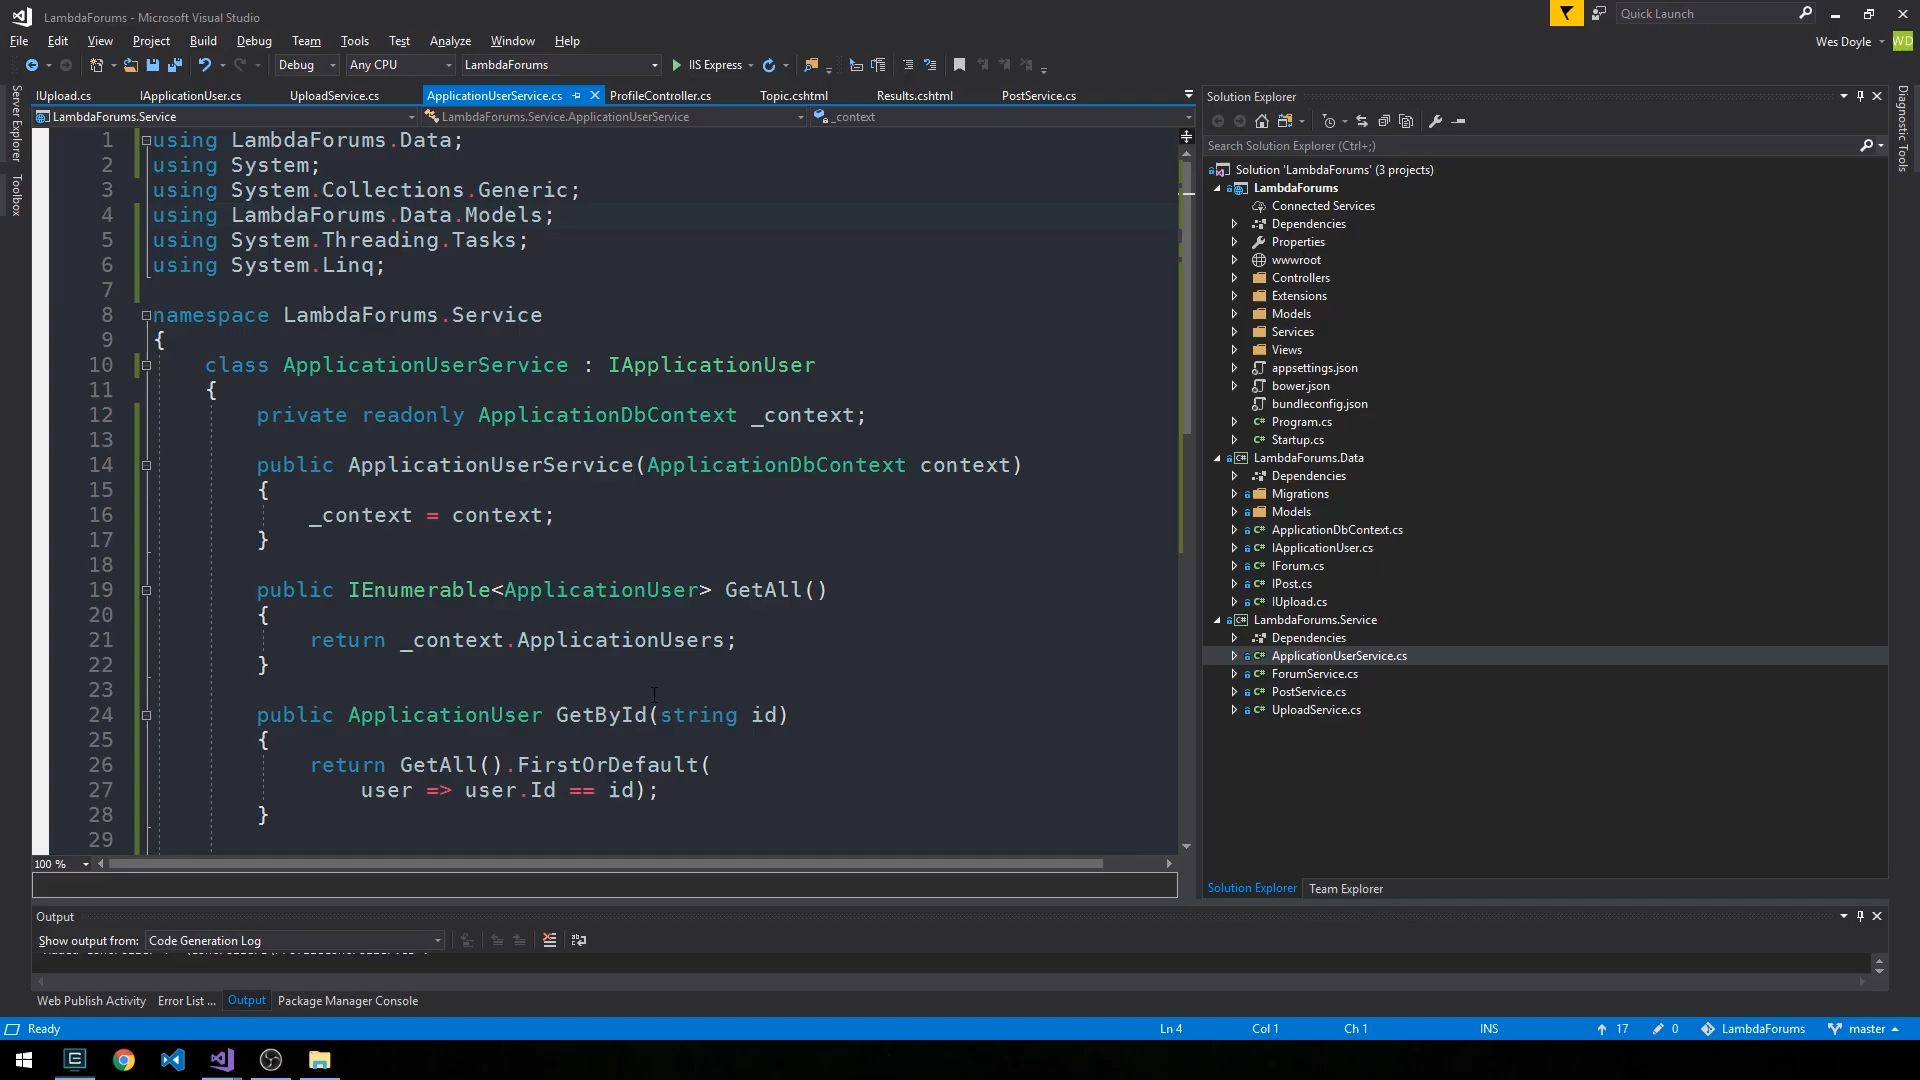 LambdaForums - Microsoft Visual Studio
Quick Launch
File Edit View Project Build Debug Team Tools Test Analyze Window Help
Wes Doyle WD
Debug Any CPU LambdaForums IIS Express
IUpload.cs IApplicationUser.cs UploadService.cs ApplicationUserService.cs ProfileController.cs Topic.cshtml Results.cshtml PostService.cs
LambdaForums.Service LambdaForums.Service.ApplicationUserService _context
Server Explorer
Toolbox
1 using LambdaForums.Data;
2 using System;
3 using System.Collections.Generic;
4 using LambdaForums.Data.Models;
5 using System.Threading.Tasks;
6 using System.Linq;
7
8 namespace LambdaForums.Service
9 {
10 class ApplicationUserService : IApplicationUser
11 {
12 private readonly ApplicationDbContext _context;
13
14 public ApplicationUserService(ApplicationDbContext context)
15 {
16 _context = context;
17 }
18
19 public IEnumerable<ApplicationUser> GetAll()
20 {
21 return _context.ApplicationUsers;
22 }
23
24 public ApplicationUser GetById(string id)
25 {
26 return GetAll().FirstOrDefault(
27 user => user.Id == id);
28 }
29
100 %
Solution Explorer
Search Solution Explorer (Ctrl+;)
Solution 'LambdaForums' (3 projects)
LambdaForums
Connected Services
Dependencies
Properties
wwwroot
Controllers
Extensions
Models
Services
Views
appsettings.json
bower.json
bundleconfig.json
C# Program.cs
C# Startup.cs
C# LambdaForums.Data
Dependencies
Migrations
Models
C# ApplicationDbContext.cs
C# IApplicationUser.cs
C# IForum.cs
C# IPost.cs
C# IUpload.cs
C# LambdaForums.Service
Dependencies
C# ApplicationUserService.cs
C# ForumService.cs
C# PostService.cs
C# UploadService.cs
Solution Explorer Team Explorer
Diagnostic Tools
Output
Show output from: Code Generation Log
Web Publish Activity Error List ... Output Package Manager Console
Ready Ln 4 Col 1 Ch 1 INS 17 0 LambdaForums master